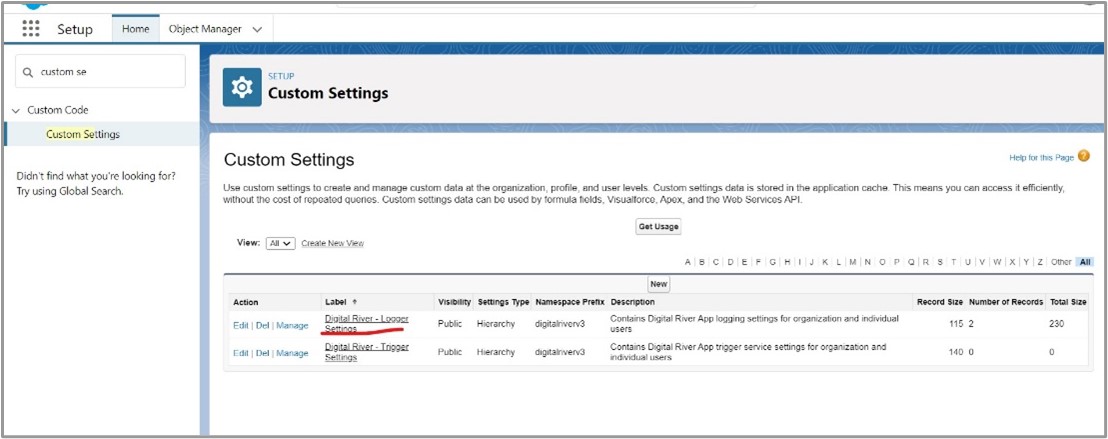 Setup
Home
Object Manager
custom se
Custom Code
Custom Settings
Didn't find what you're looking for?
Try using Global Search.
SETUP
Custom Settings
Custom Settings
Help for this Page
Use custom settings to create and manage custom data at the organization, profile, and user levels. Custom settings data is stored in the application cache. This means you can access it efficiently,
without the cost of repeated queries. Custom settings data can be used by formula fields, Visualforce, Apex, and the Web Services API.
Get Usage
View: All Create New View
A | B | C | D | E | F | G | H | I | J | K | L | M | N | O | P | Q | R | S | T | U | V | W | X | Y | Z | Other All
New
Action Label Visibility Settings Type Namespace Prefix Description Record Size Number of Records Total Size
Edit | Del | Manage Digital River - Logger Settings Public Hierarchy digitalriverv3 Contains Digital River App logging settings for organization and individual users 115 2 230
Edit | Del | Manage Digital River - Trigger Settings Public Hierarchy digitalriverv3 Contains Digital River App trigger service settings for organization and individual users 140 0 0